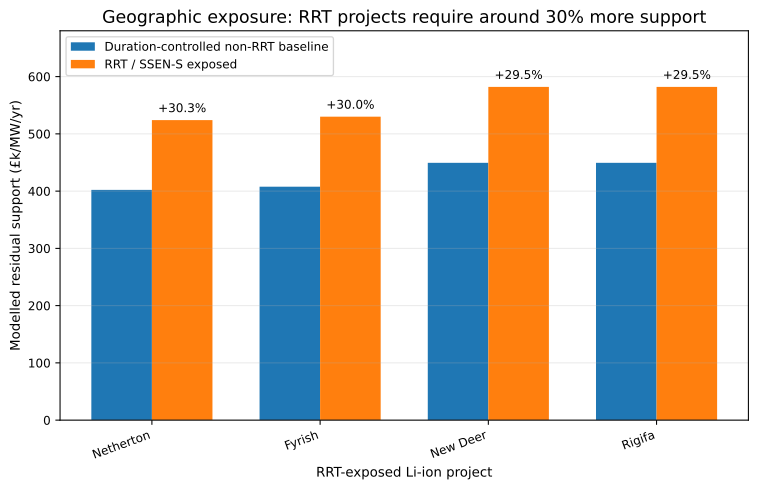 Geographic exposure: RRT projects require around 30% more support
Duration-controlled non-RRT baseline
RRT / SSEN-S exposed
+30.3%
+30.0%
+29.5%
+29.5%
Modelled residual support (£k/MW/yr)
600
500
400
300
200
100
0
Netherton
Fyrish
New Deer
Rigifa
RRT-exposed Li-ion project